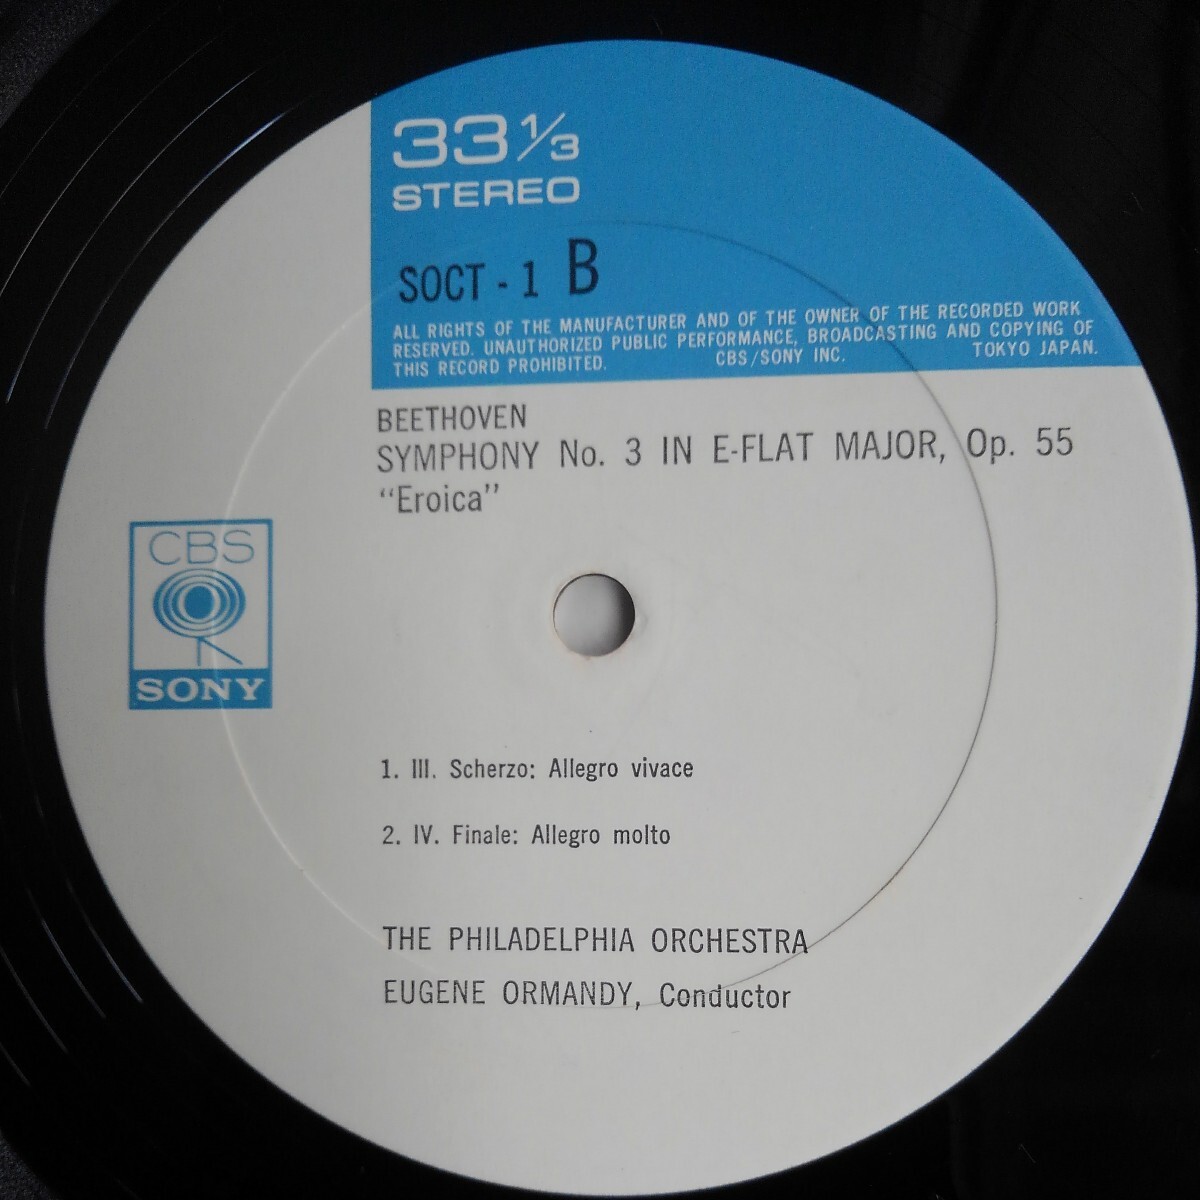 33 1/3
STEREO
SOCT - 1 B
ALL RIGHTS OF THE MANUFACTURER AND OF THE OWNER OF THE RECORDED WORK
RESERVED. UNAUTHORIZED PUBLIC PERFORMANCE, BROADCASTING AND COPYING OF
THIS RECORD PROHIBITED. CBS/SONY INC. TOKYO JAPAN.
BEETHOVEN
SYMPHONY No. 3 IN E-FLAT MAJOR, Op. 55
“Eroica”
CBS
SONY
1. III. Scherzo: Allegro vivace
2. IV. Finale: Allegro molto
THE PHILADELPHIA ORCHESTRA
EUGENE ORMANDY, Conductor